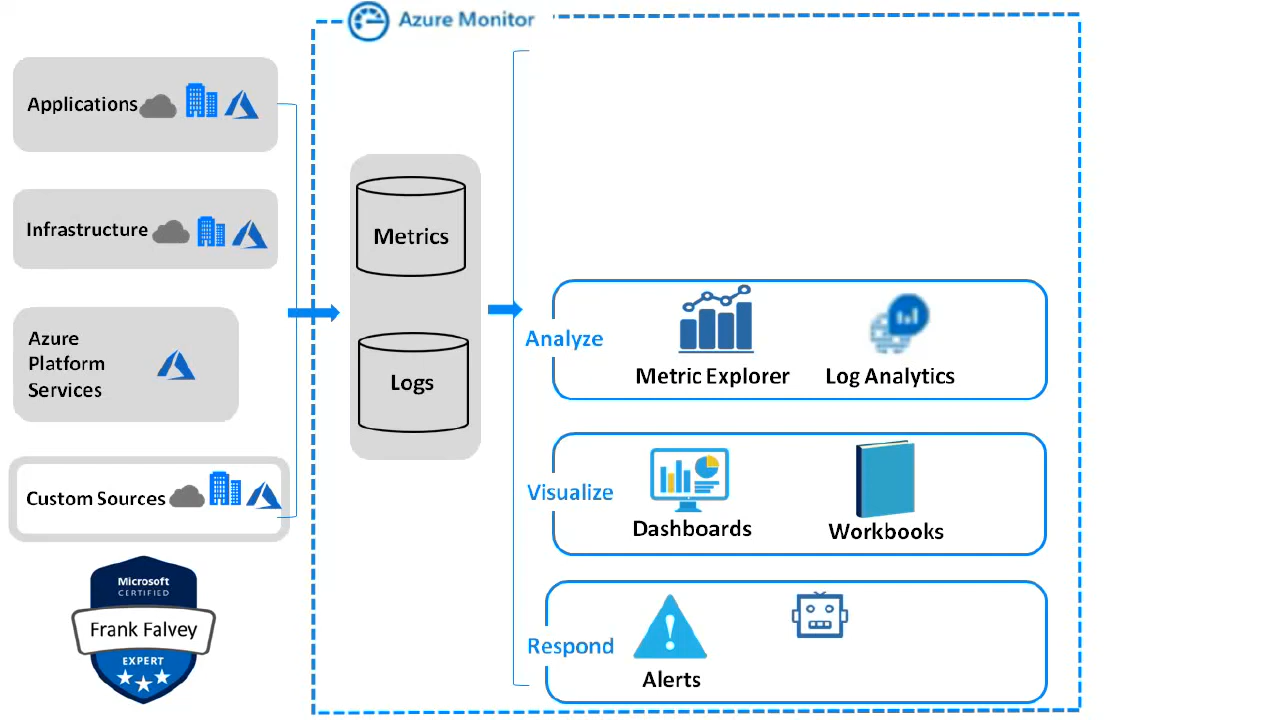 Azure Monitor
Applications
Infrastructure
Azure
Platform
Services
Custom Sources
Microsoft
CERTIFIED
Frank Falvey
EXPERT
Metrics
Logs
Analyze
Metric Explorer
Log Analytics
Visualize
Dashboards
Workbooks
Respond
Alerts